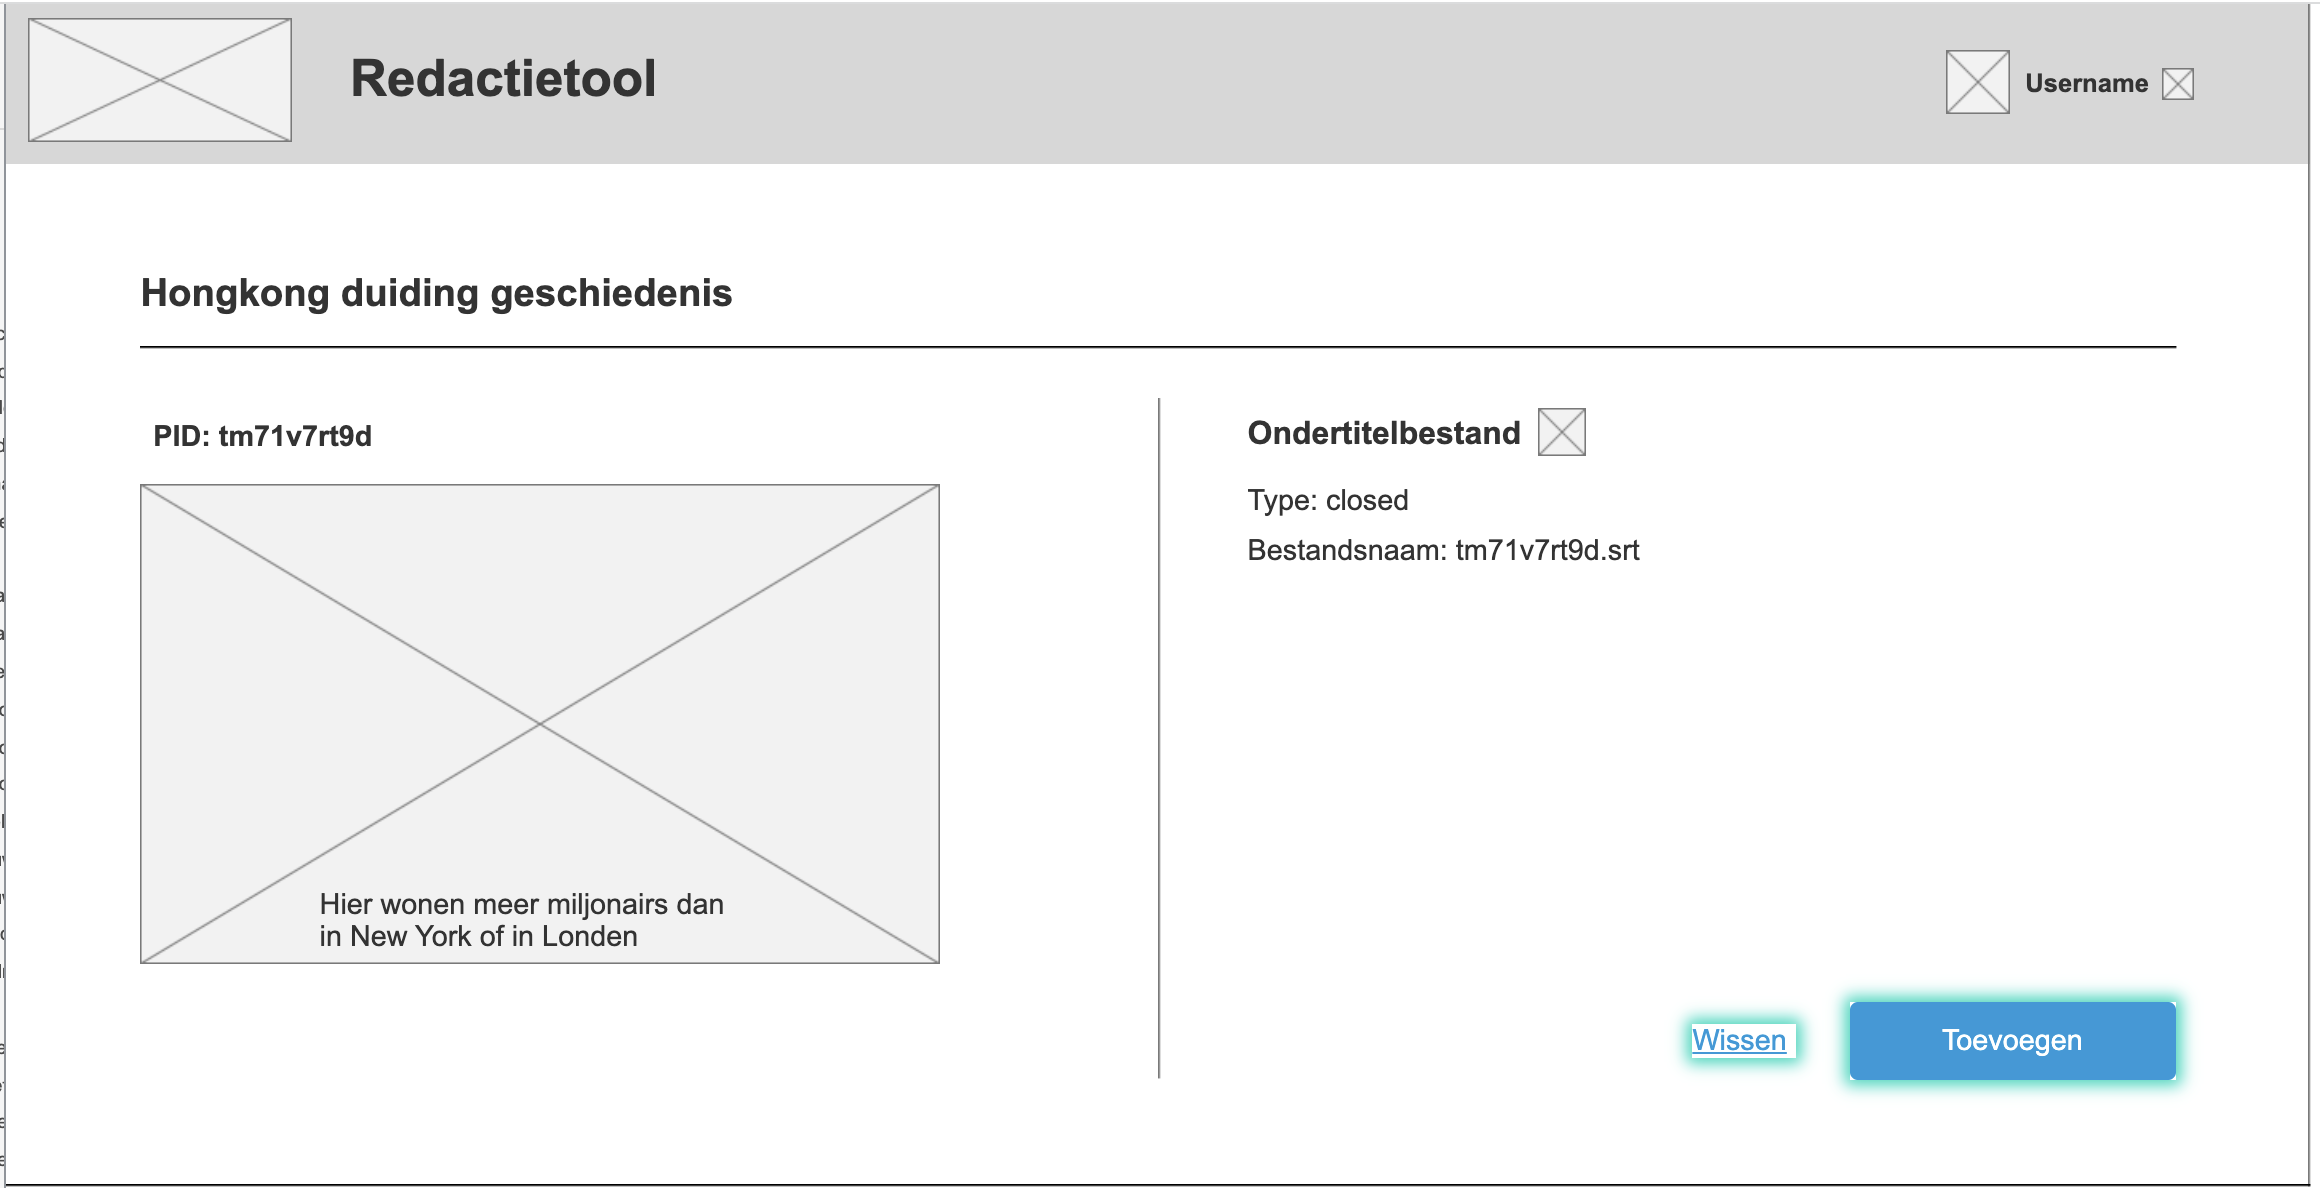 Redactietool
Username
Hongkong duiding geschiedenis
PID: tm71v7rt9d
Hier wonen meer miljonairs dan
in New York of in Londen
Ondertitelbestand
Type: closed
Bestandsnaam: tm71v7rt9d.srt
Wissen
Toevoegen